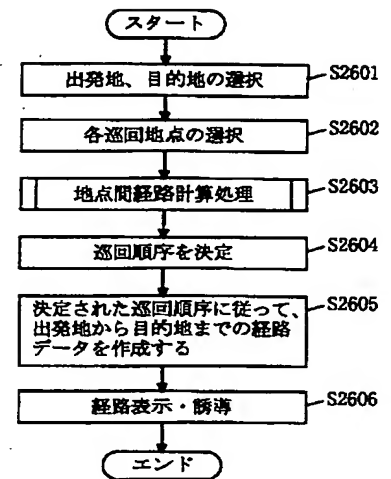 スタート
出発地、目的地の選択
S2601
各巡回地点の選択
S2602
地点間経路計算処理
S2603
巡回順序を決定
S2604
決定された巡回順序に従って、
出発地から目的地までの経路
データを作成する
S2605
経路表示・誘導
S2606
エンド